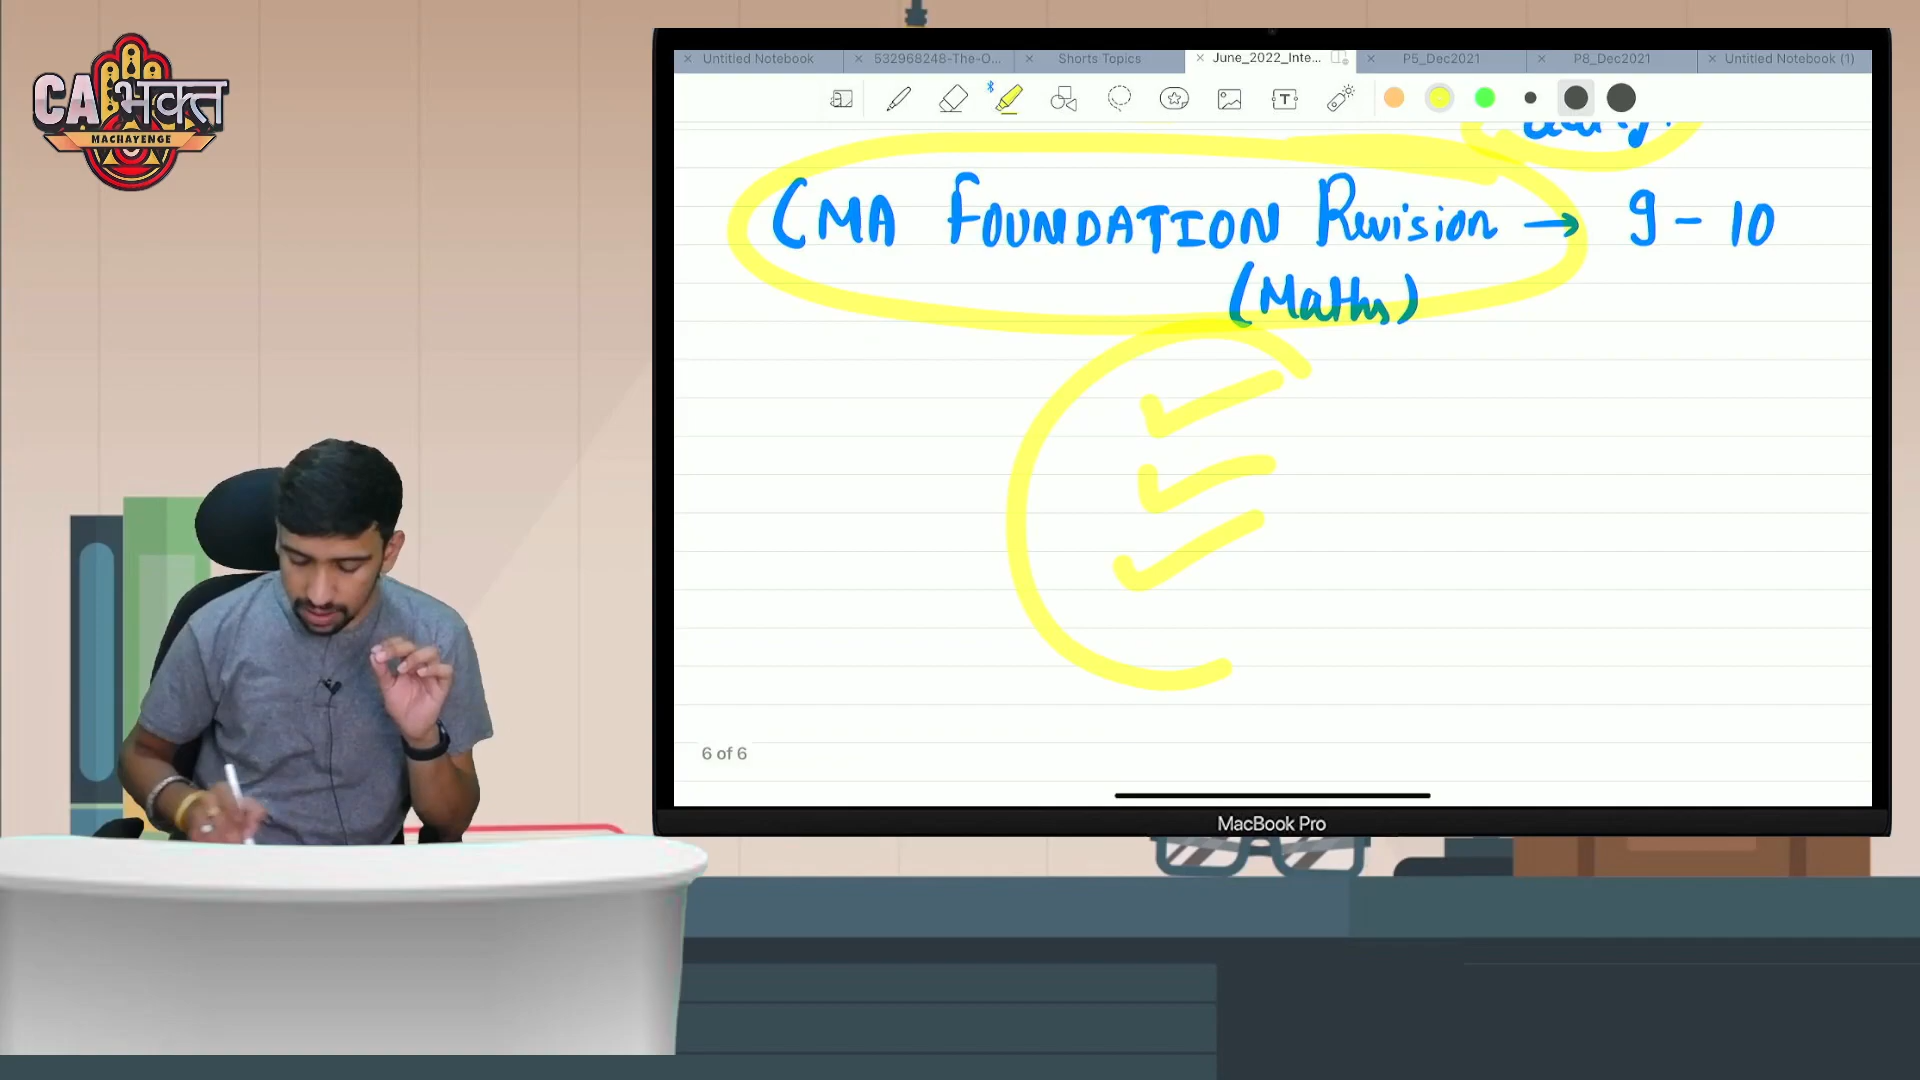 CA भक्त
MACHAYENGE
Untitled Notebook
532968248-The-O...
Shorts Topics
June_2022_Inte...
P5_Dec2021
P8_Dec2021
Untitled Notebook (1)
CMA FOUNDATION Revision → 9 - 10
(Maths)
6 of 6
MacBook Pro